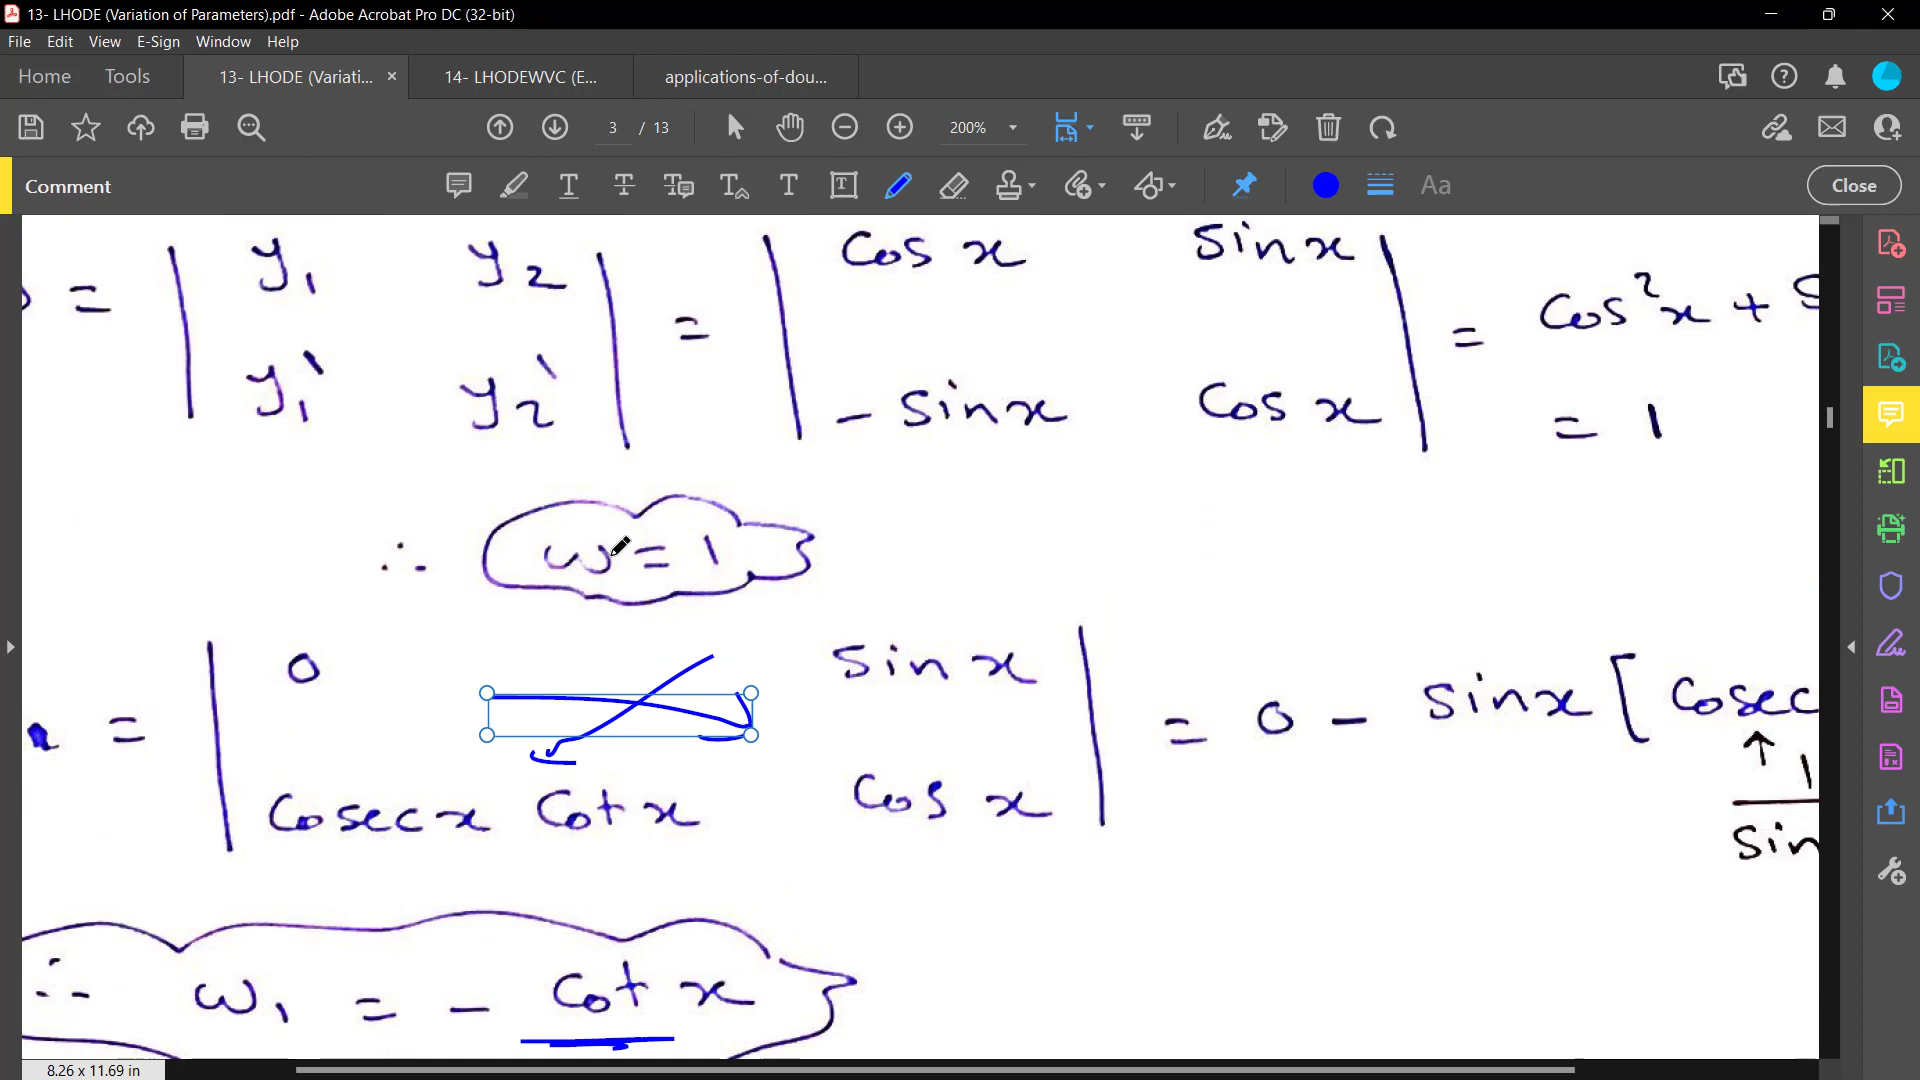 13- LHODE (Variation of Parameters).pdf - Adobe Acrobat Pro DC (32-bit)
File Edit View E-Sign Window Help
Home Tools 13- LHODE (Variati... × 14- LHODEWVC (E... applications-of-dou...
3 / 13 200%
Comment Aa Close
= | y₁ y₂ | = | Cos x Sin x | = Cos²x + S
| y₁' y₂' | | - Sin x Cos x | = 1
∴ w = 1
= | 0 Sin x | = 0 - Sin x [ Cosec
| Cosec x Cot x Cos x | ↑ 1
Sin
∴ w₁ = - Cot x
8.26 x 11.69 in